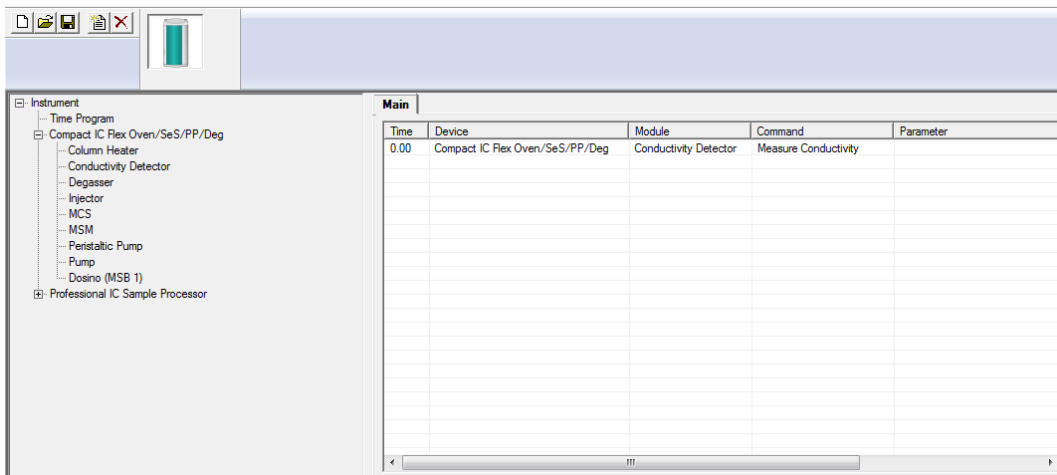 Instrument
Time Program
Compact IC Flex Oven/SeS/PP/Deg
Column Heater
Conductivity Detector
Degasser
Injector
MCS
MSM
Peristaltic Pump
Pump
Dosino (MSB 1)
Professional IC Sample Processor
Main
Time Device Module Command Parameter
0.00 Compact IC Flex Oven/SeS/PP/Deg Conductivity Detector Measure Conductivity